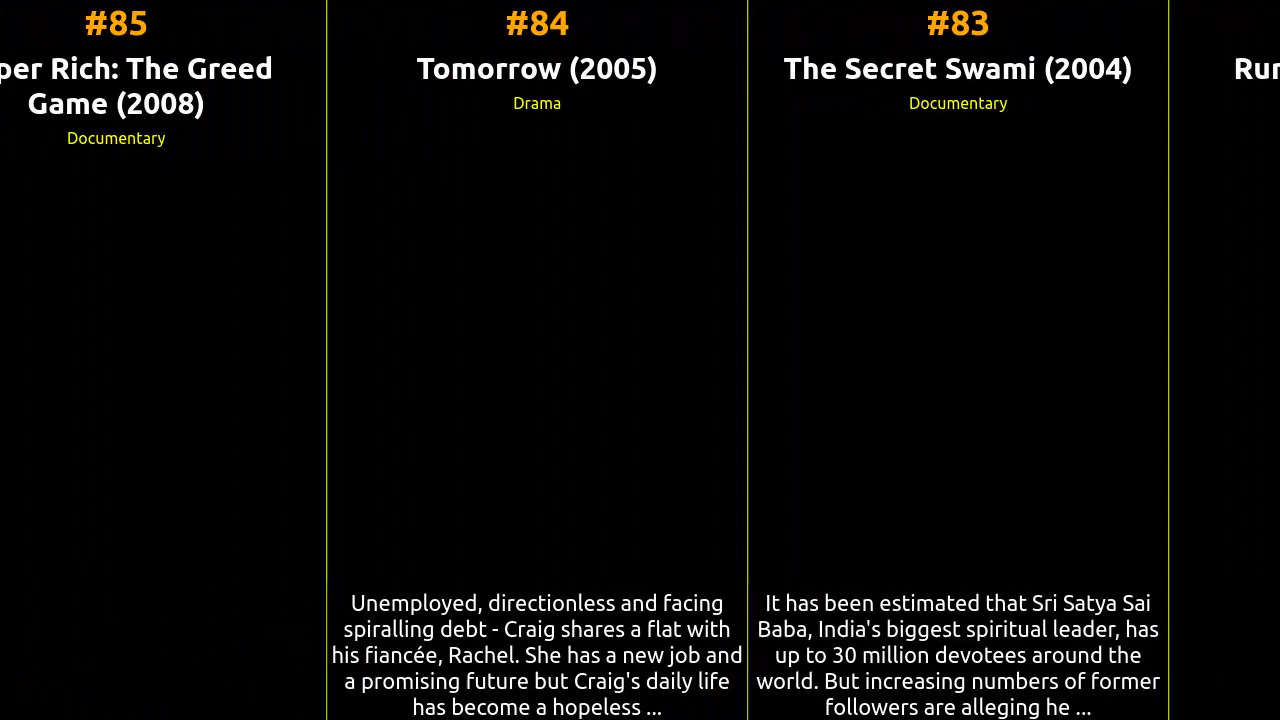 #85
per Rich: The Greed
Game (2008)
Documentary
#84
Tomorrow (2005)
Drama
Unemployed, directionless and facing
spiralling debt - Craig shares a flat with
his fiancée, Rachel. She has a new job and
a promising future but Craig's daily life
has become a hopeless ...
#83
The Secret Swami (2004)
Documentary
It has been estimated that Sri Satya Sai
Baba, India's biggest spiritual leader, has
up to 30 million devotees around the
world. But increasing numbers of former
followers are alleging he ...